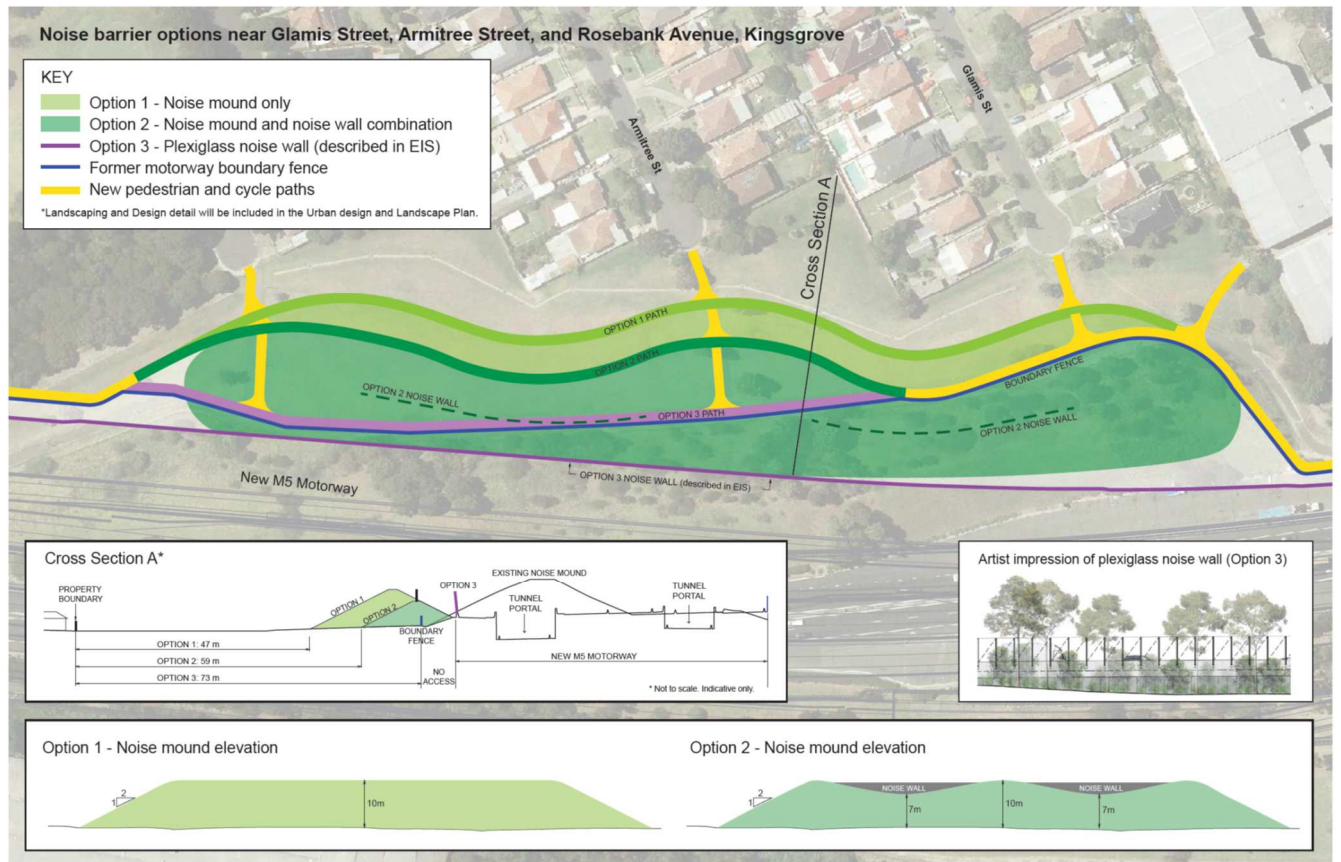 Noise barrier options near Glamis Street, Armitree Street, and Rosebank Avenue, Kingsgrove
KEY
Option 1 - Noise mound only
Option 2 - Noise mound and noise wall combination
Option 3 - Plexiglass noise wall (described in EIS)
Former motorway boundary fence
New pedestrian and cycle paths
*Landscaping and Design detail will be included in the Urban design and Landscape Plan.
Armitree St
Glamis St
Cross Section A
OPTION 1 PATH
OPTION 2 PATH
BOUNDARY FENCE
OPTION 2 NOISE WALL
OPTION 3 PATH
OPTION 2 NOISE WALL
OPTION 3 NOISE WALL (described in EIS)
New M5 Motorway
Cross Section A*
PROPERTY
BOUNDARY
OPTION 1
OPTION 2
OPTION 3
EXISTING NOISE MOUND
TUNNEL
PORTAL
TUNNEL
PORTAL
BOUNDARY
FENCE
OPTION 1: 47 m
OPTION 2: 59 m
OPTION 3: 73 m
NO
ACCESS
NEW M5 MOTORWAY
* Not to scale. Indicative only.
Artist impression of plexiglass noise wall (Option 3)
Option 1 - Noise mound elevation
2
1
10m
Option 2 - Noise mound elevation
2
1
NOISE WALL
7m
10m
NOISE WALL
7m